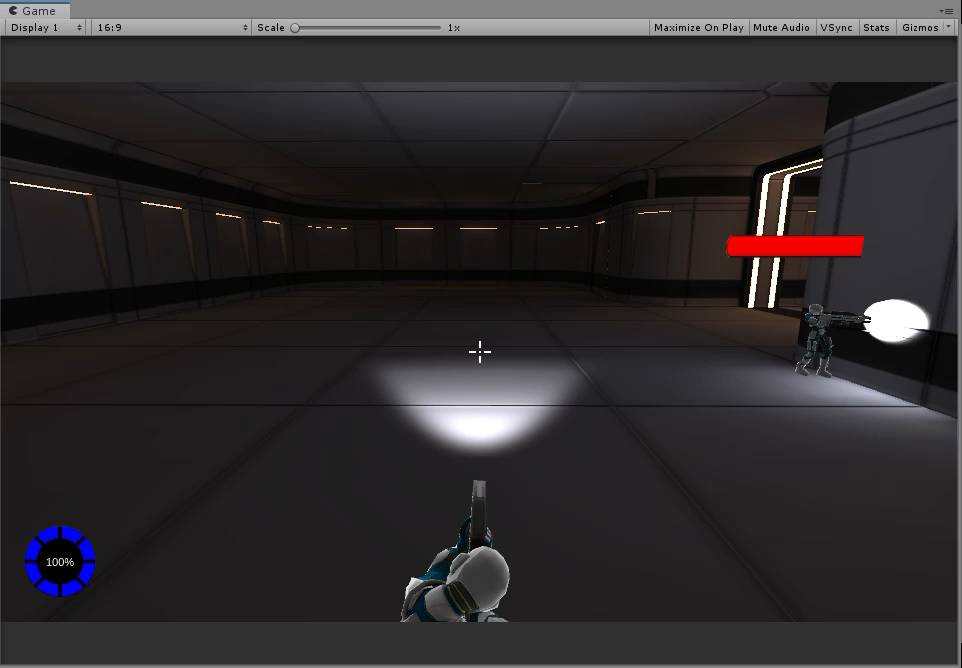 Game
Display 1 16:9 Scale 1x Maximize On Play Mute Audio VSync Stats Gizmos
100%